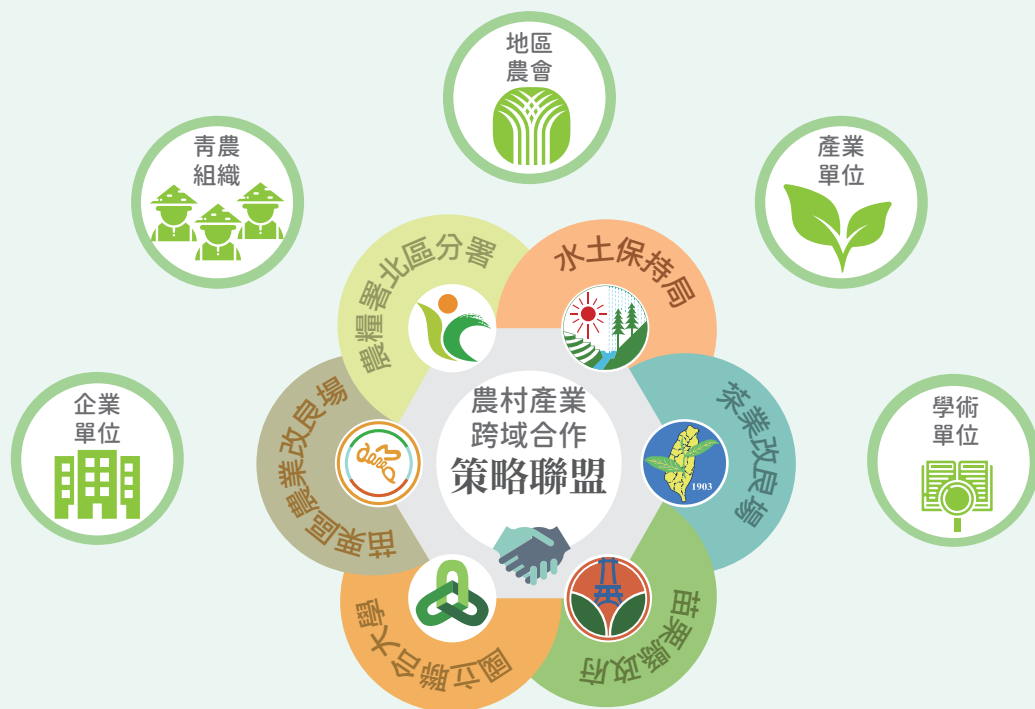 地區
農會
青農
組織
產業
單位
企業
單位
學術
單位
農糧署北區分署
水土保持局
茶業改良場
1903
苗栗縣政府
國立聯合大學
苗栗區農業改良場
農村產業
跨域合作
策略聯盟